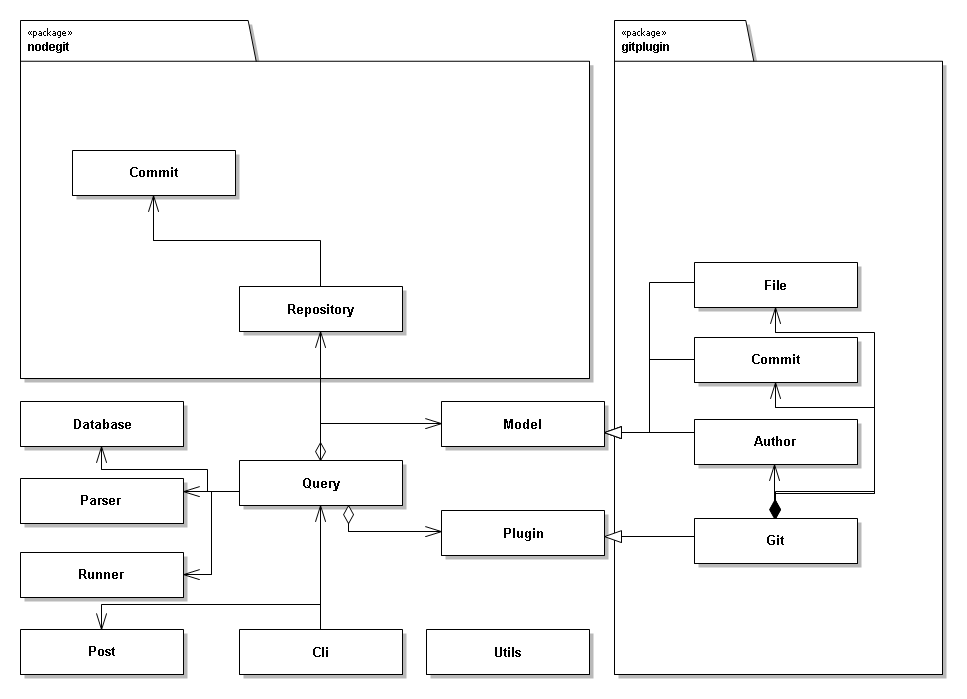 «package»
nodegit
«package»
gitplugin
Commit
Repository
File
Commit
Database
Model
Author
Query
Parser
Plugin
Git
Runner
Post
Cli
Utils